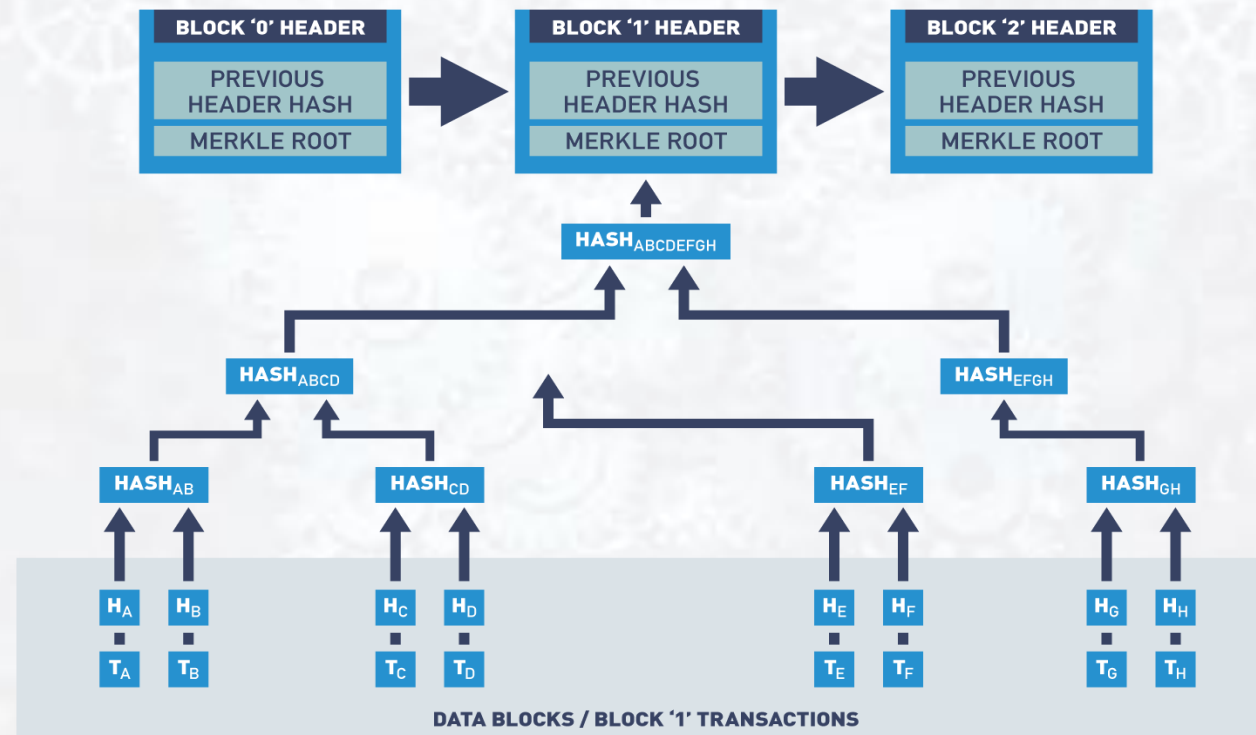 BLOCK ‘0’ HEADER
PREVIOUS
HEADER HASH
MERKLE ROOT
BLOCK ‘1’ HEADER
PREVIOUS
HEADER HASH
MERKLE ROOT
BLOCK ‘2’ HEADER
PREVIOUS
HEADER HASH
MERKLE ROOT
HASHABCDEFGH
HASHABCD
HASHEFGH
HASHAB
HASHCD
HASHEF
HASHGH
HA HB HC HD HE HF HG HH
TA TB TC TD TE TF TG TH
DATA BLOCKS / BLOCK ‘1’ TRANSACTIONS